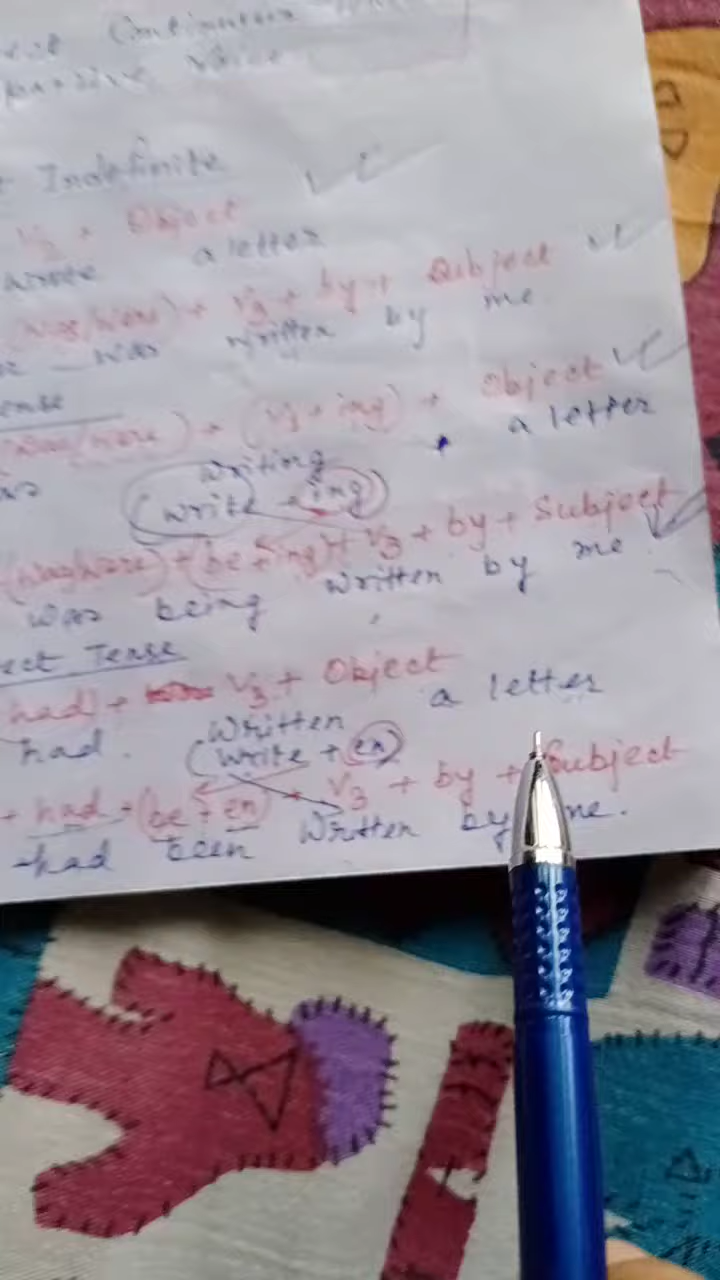 Continuous
passive voice
Indefinite
V2 + Object
wrote a letter
(was/were) + V3 + by + Subject
was written by me.
ense
(was/were) + (V1 + ing) + Object
writing a letter
(write + ing)
(was/were) + (be + ing) + V3 + by + Subject
was being written by me.
ect Tense
had) + V3 + Object
had. written a letter
(write + en)
+ had + (be + en) + V3 + by + Subject
had been written by me.